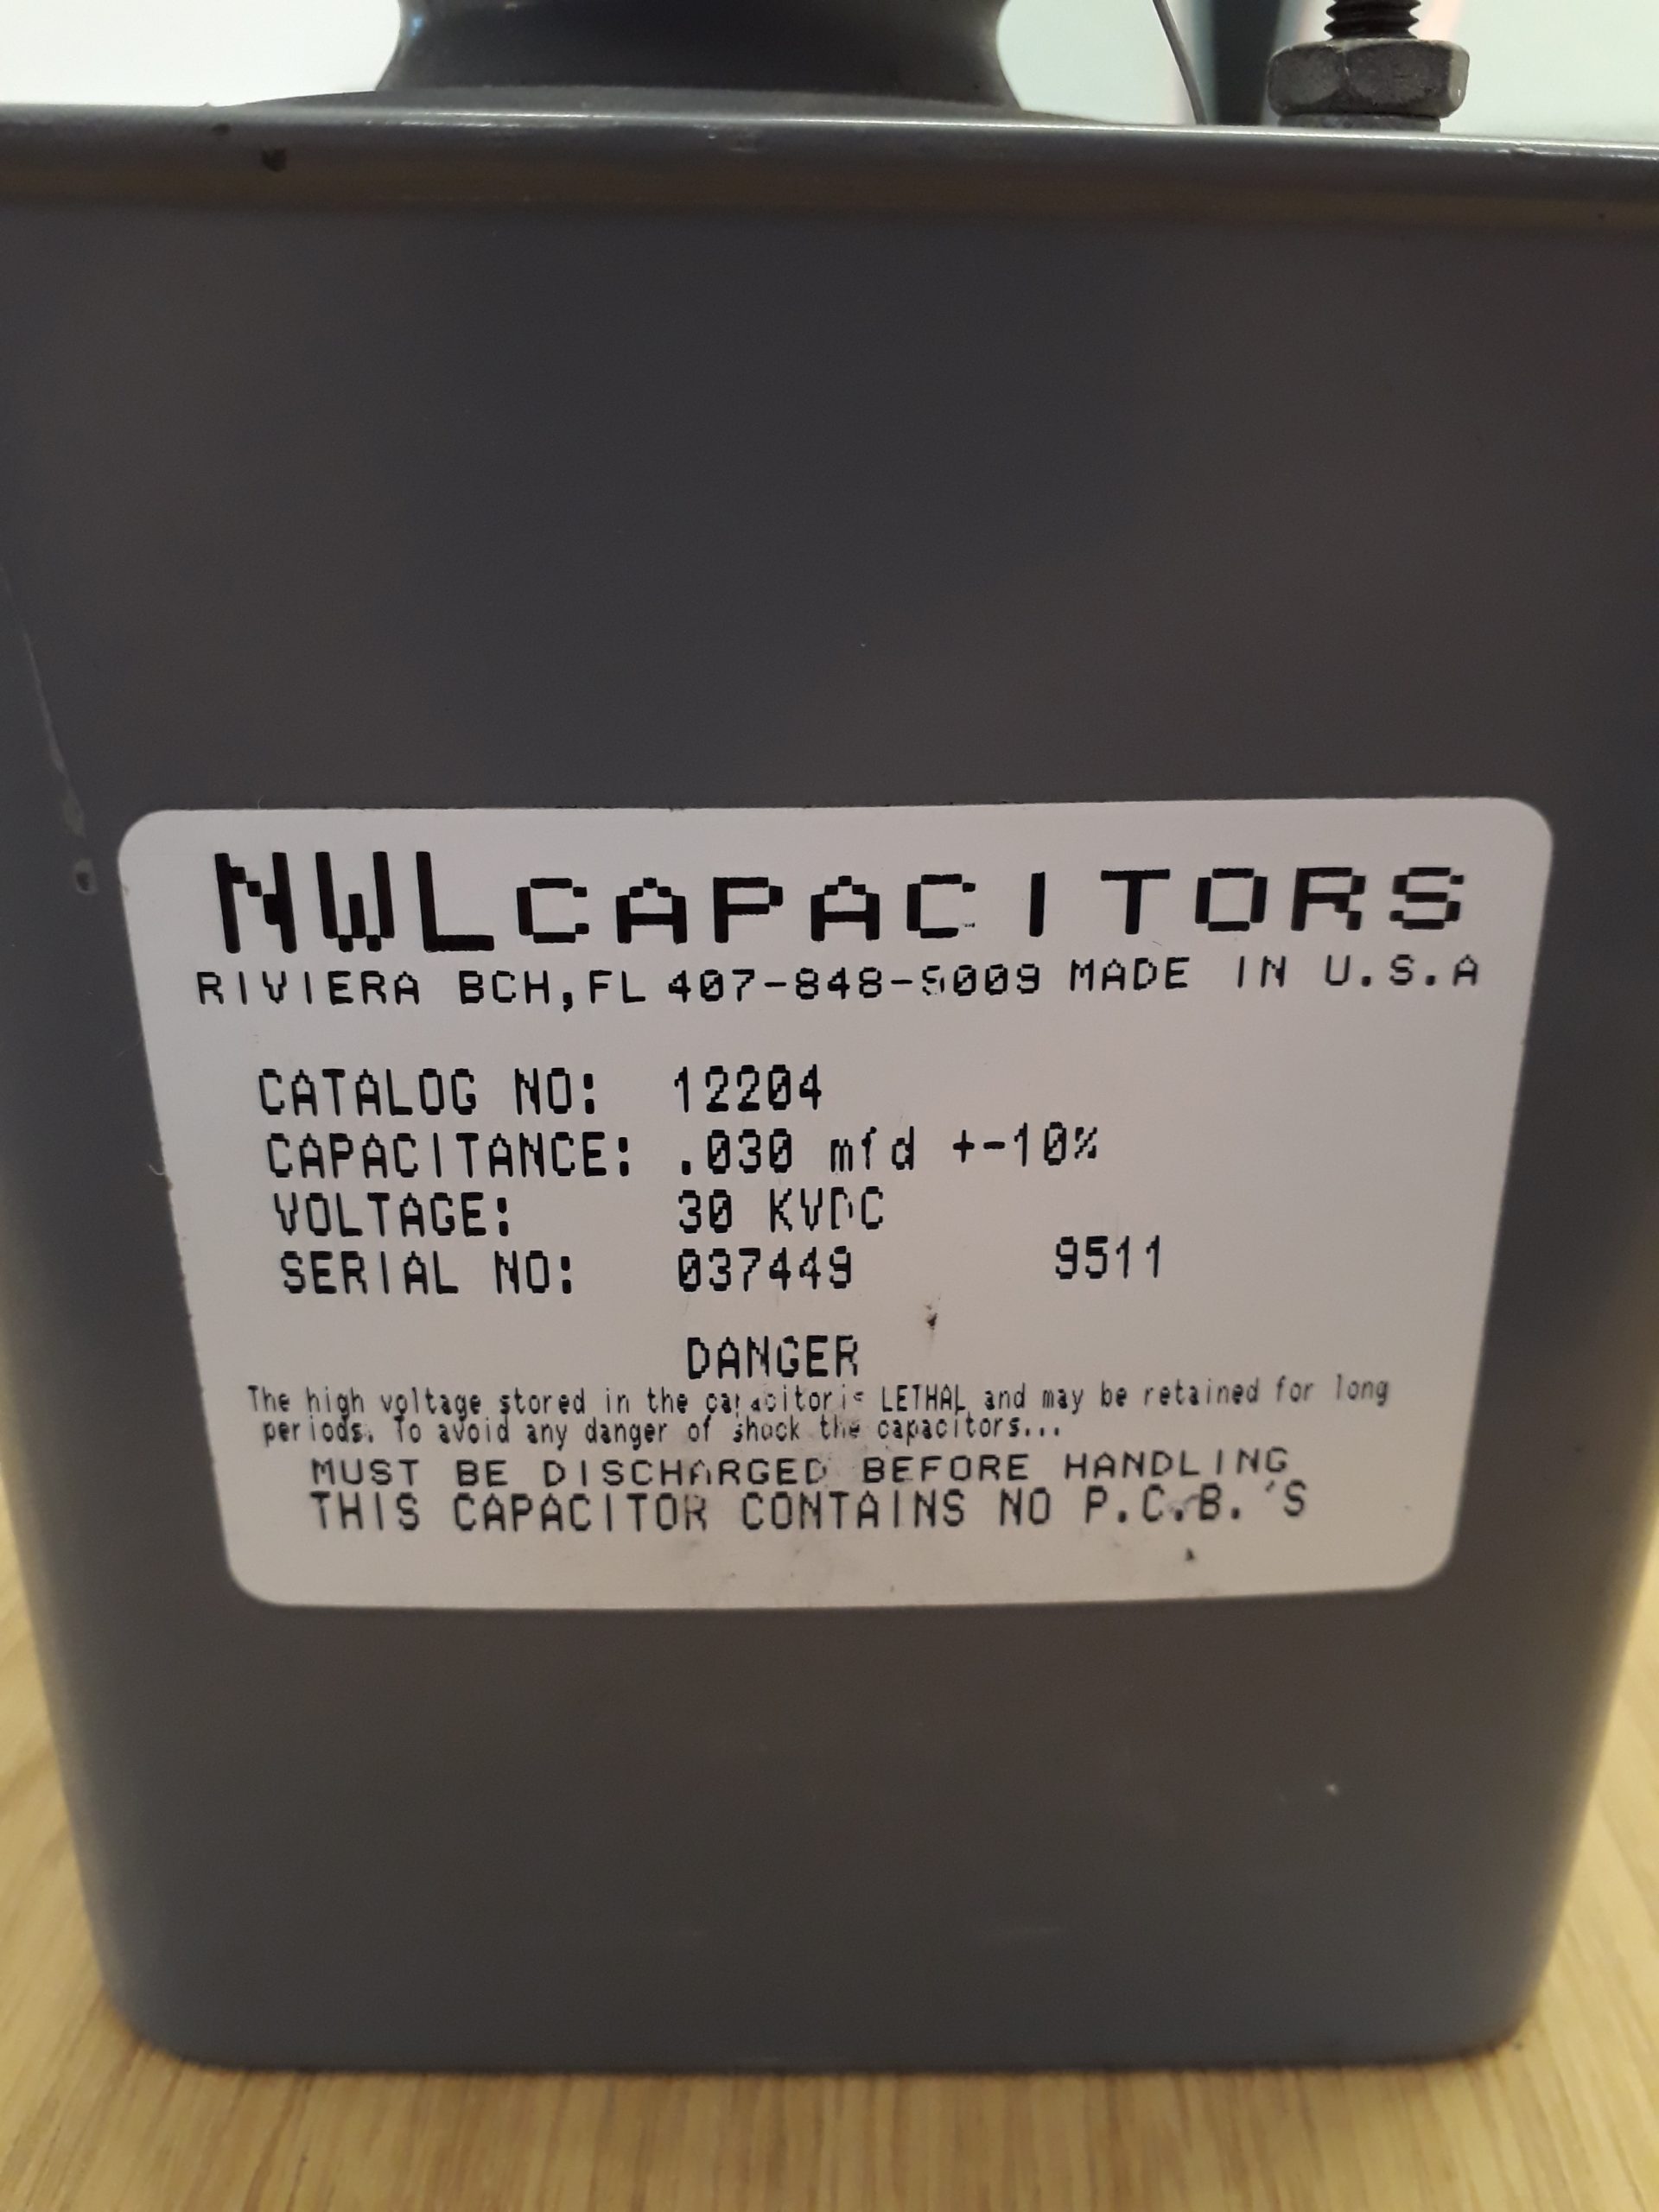 NWL CAPACITORS
RIVIERA BCH, FL 407-848-9009 MADE IN U.S.A
CATALOG NO: 12204
CAPACITANCE: .030 mfd +-10%
VOLTAGE: 30 KVDC
SERIAL NO: 037449 9511
DANGER
The high voltage stored in the capacitor is LETHAL and may be retained for long
periods. To avoid any danger of shock the capacitors...
MUST BE DISCHARGED BEFORE HANDLING
THIS CAPACITOR CONTAINS NO P.C.B.'S